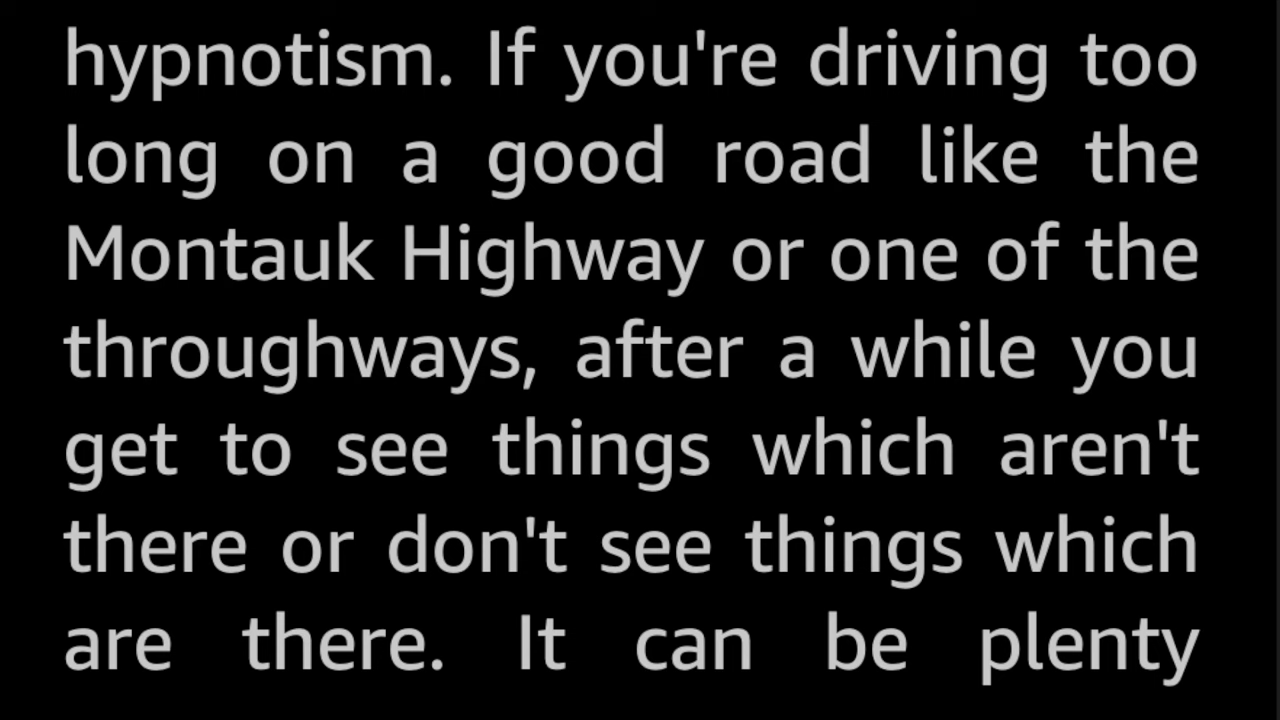 hypnotism. If you're driving too
long on a good road like the
Montauk Highway or one of the
throughways, after a while you
get to see things which aren't
there or don't see things which
are there. It can be plenty